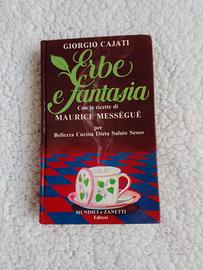 GIORGIO CAJATI
Erbe
e fantasia
Con le ricette di
MAURICE MESSÉGUÉ
per
Bellezza Cucina Dieta Salute Sesso
MUNDICI e ZANETTI
Editori